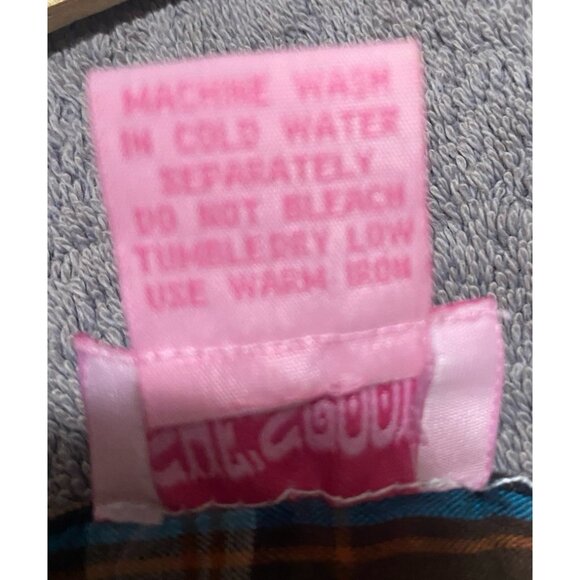 MACHINE WASH
IN COLD WATER
SEPARATELY
DO NOT BLEACH
TUMBLE DRY LOW
USE WARM IRON